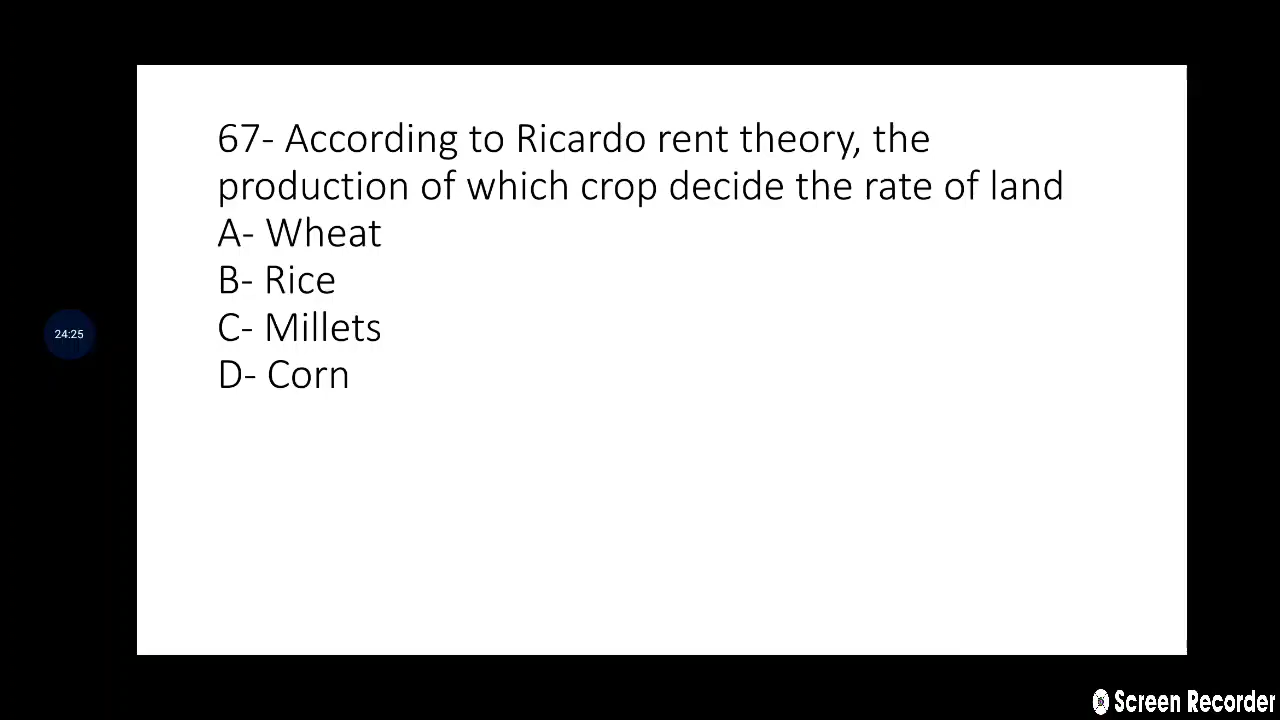 67- According to Ricardo rent theory, the
production of which crop decide the rate of land
A- Wheat
B- Rice
C- Millets
D- Corn
24:25
Screen Recorder